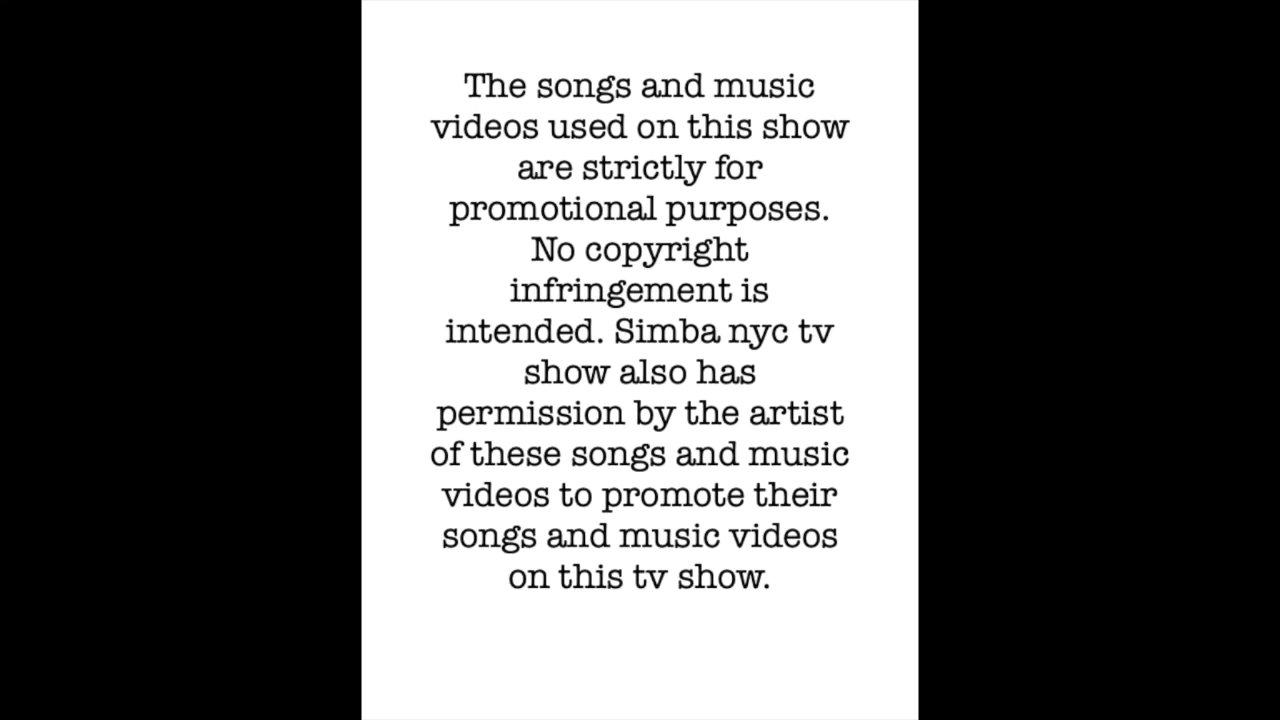 The songs and music
videos used on this show
are strictly for
promotional purposes.
No copyright
infringement is
intended. Simba nyc tv
show also has
permission by the artist
of these songs and music
videos to promote their
songs and music videos
on this tv show.